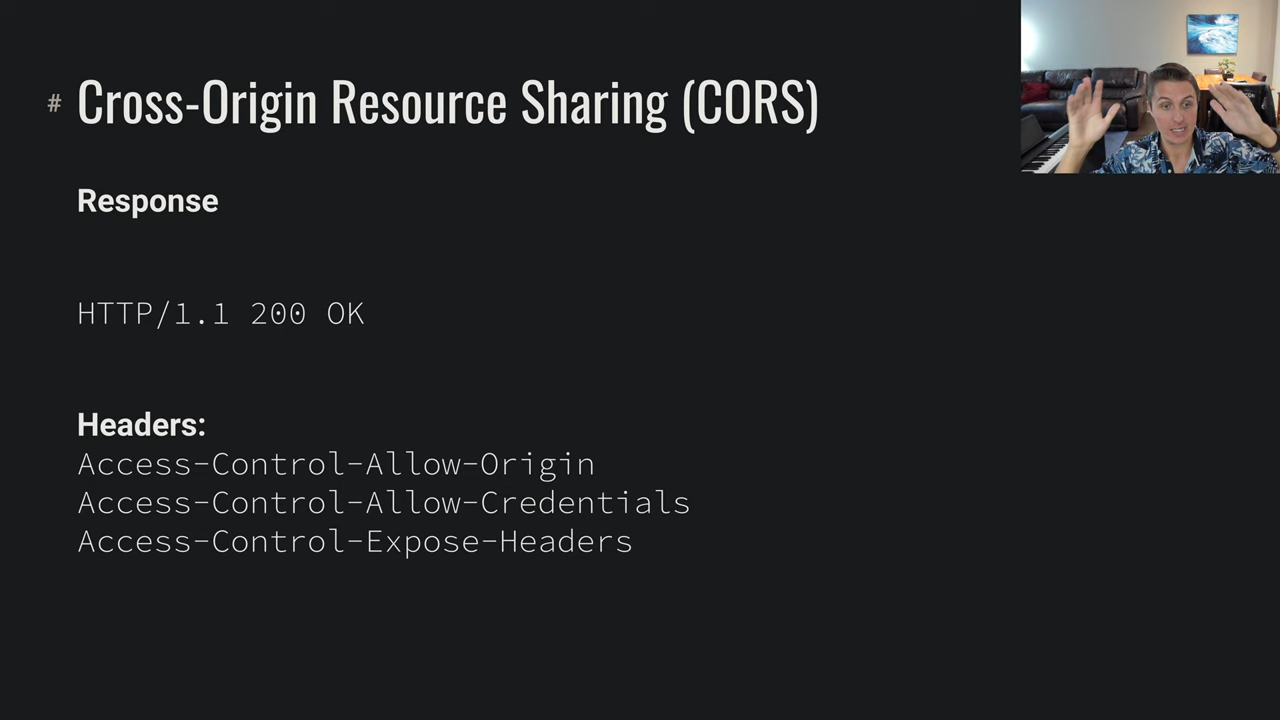 # Cross-Origin Resource Sharing (CORS)
Response
HTTP/1.1 200 OK
Headers:
Access-Control-Allow-Origin
Access-Control-Allow-Credentials
Access-Control-Expose-Headers